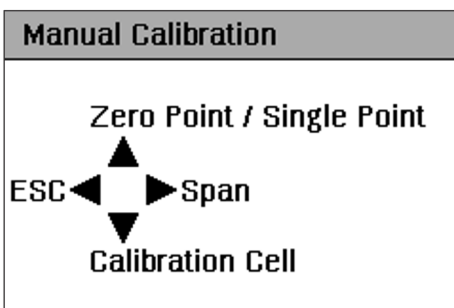 Manual Calibration
Zero Point / Single Point
ESC Span
Calibration Cell